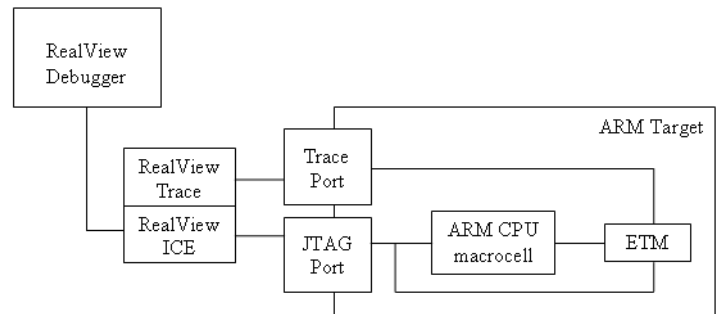 RealView
Debugger
ARM Target
RealView
Trace
Trace
Port
RealView
ICE
JTAG
Port
ARM CPU
macrocell
ETM